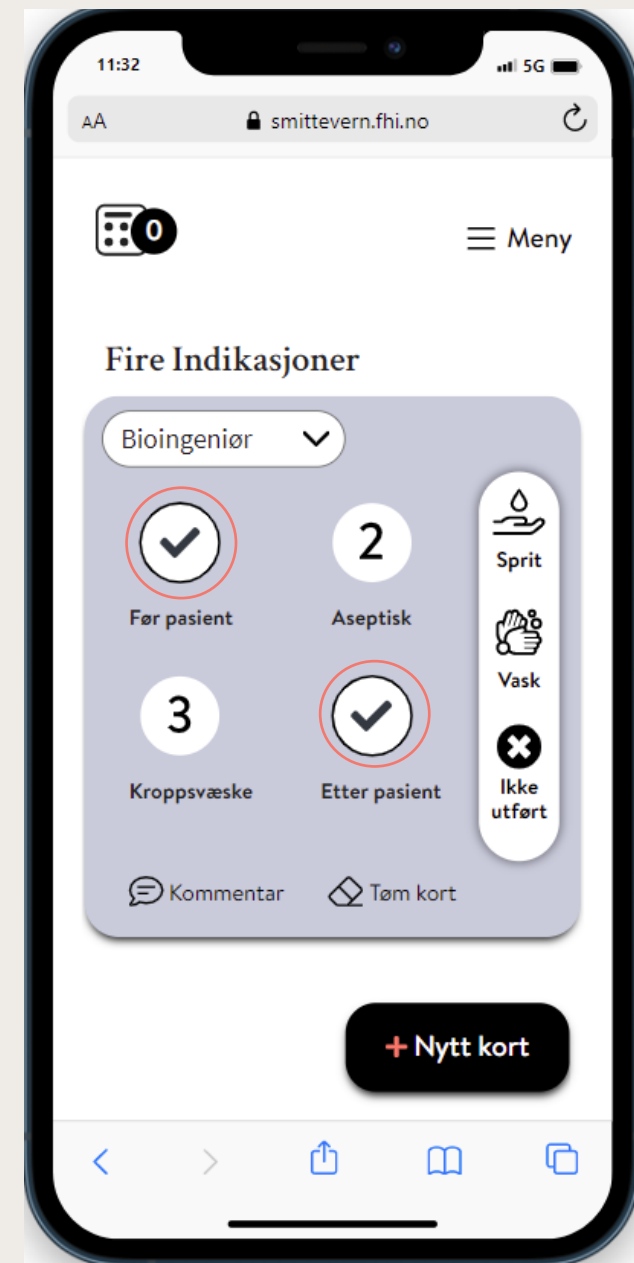 11:32
5G
AA
smittevern.fhi.no
0
Meny
Fire Indikasjoner
Bioingeniør
2
Sprit
Før pasient
Aseptisk
Vask
3
Kroppsvæske
Etter pasient
Ikke
utført
Kommentar
Tøm kort
+ Nytt kort